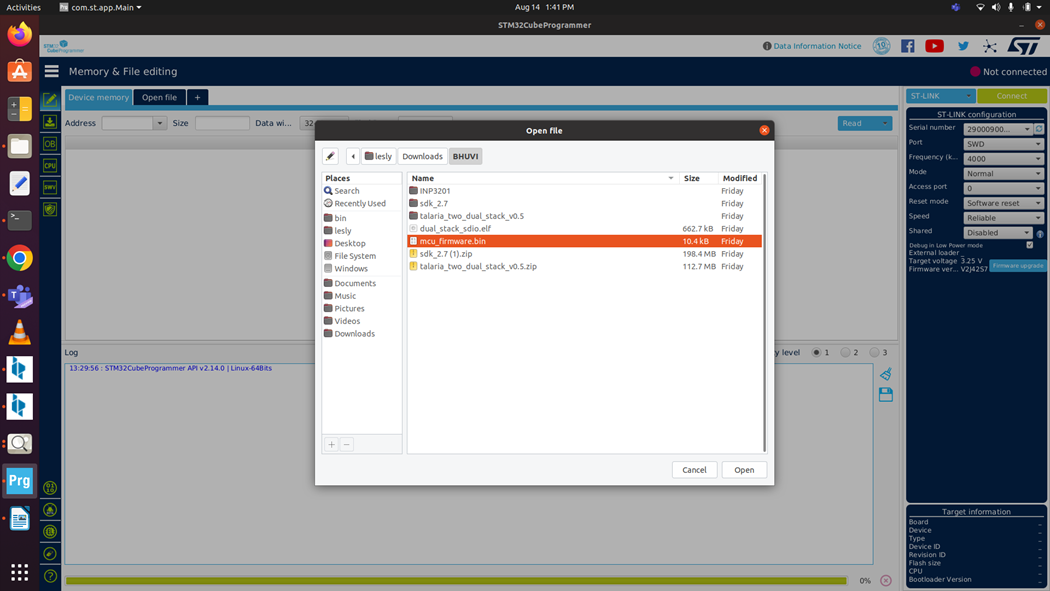 Activities
com.st.app.Main
Aug 14 1:41 PM
STM32CubeProgrammer
STM32
CubeProgrammer
Data Information Notice
Memory & File editing
Not connected
Device memory
Open file
+
ST-LINK
Connect
Address
Size
Data wi...
32-
Read
ST-LINK configuration
Serial number
29000900...
Port
SWD
Frequency (k...
4000
Mode
Normal
Access port
0
Reset mode
Software reset
Speed
Reliable
Shared
Disabled
Debug in Low Power mode
External loader _
Target voltage 3.25 V
Firmware ver... V2J42S7
Firmware upgrade
Open file
lesly
Downloads
BHUVI
Places
Search
Recently Used
bin
lesly
Desktop
File System
Windows
Documents
Music
Pictures
Videos
Downloads
Name Size Modified
INP3201 Friday
sdk_2.7 Friday
talaria_two_dual_stack_v0.5 Friday
dual_stack_sdio.elf 662.7 kB Friday
mcu_firmware.bin 10.4 kB Friday
sdk_2.7 (1).zip 198.4 MB Friday
talaria_two_dual_stack_v0.5.zip 112.7 MB Friday
Cancel
Open
Log
y level 1 2 3
13:29:56 : STM32CubeProgrammer API v2.14.0 | Linux-64Bits
OB
CPU
SWV
Prg
0%
Target information
Board _
Device _
Type _
Device ID _
Revision ID _
Flash size _
CPU _
Bootloader Version _